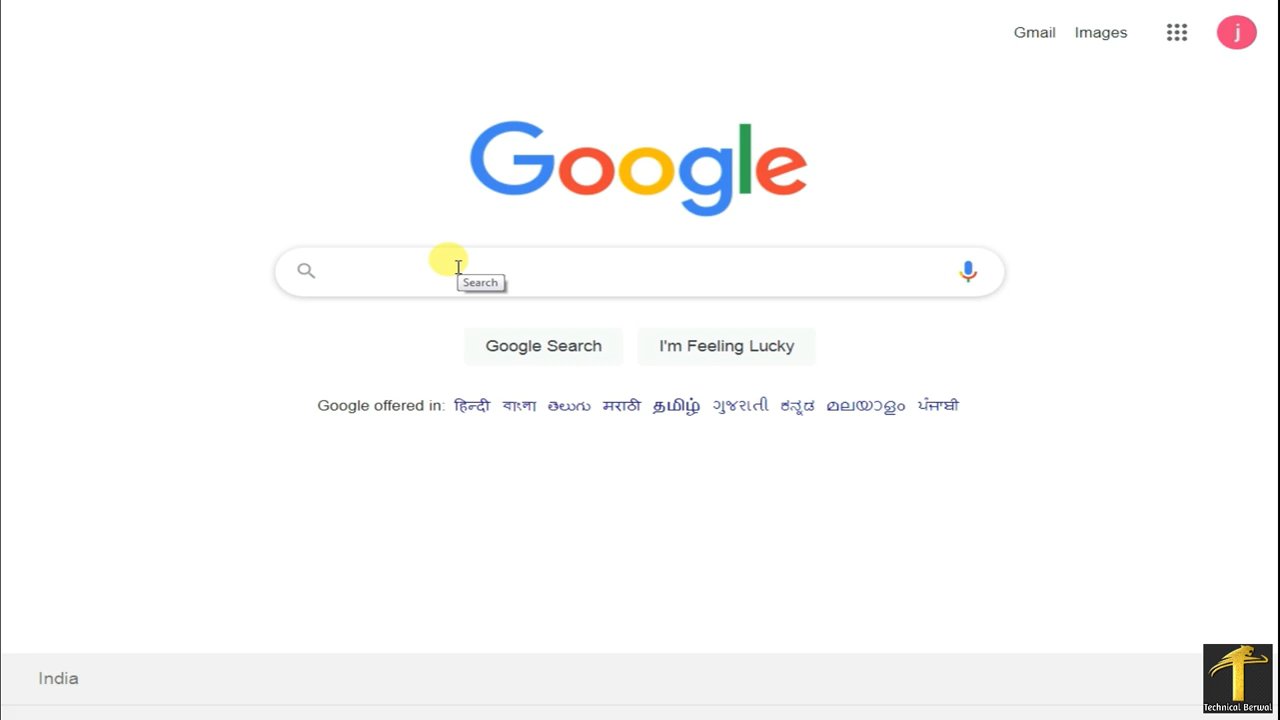 Gmail Images
j
Google
Search
Google Search I'm Feeling Lucky
Google offered in: हिन्दी বাংলা తెలుగు मराठी தமிழ் ગુજરાતી ಕನ್ನಡ മലയാളം ਪੰਜਾਬੀ
India
Technical Berwal